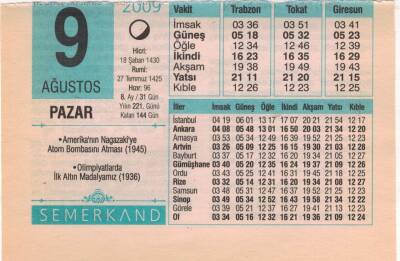 2009
9
AĞUSTOS
PAZAR
Hicri:
18 Şaban 1430
Rumi:
27 Temmuz 1425
Hızır: 96
8. Ay / 31 Gün
Yılın 221. Günü
Kalan 144 Gün
•Amerika'nın Nagazaki'ye
Atom Bombasını Atması (1945)
•Olimpiyatlarda
İlk Altın Madalyamız (1936)
SEMERKAND
Vakit Trabzon Tokat Giresun
İmsak 03 36 03 51 03 41
Güneş 05 18 05 32 05 23
Öğle 12 34 12 46 12 39
İkindi 16 23 16 35 16 29
Akşam 19 38 19 49 19 43
Yatsı 21 11 21 20 21 15
Kıble 12 26 12 25 12 25
İller İmsak Güneş Öğle İkindi Akşam Yatsı Kıble
İstanbul 04 19 06 01 13 17 17 07 20 21 21 54 12 17
Ankara 04 08 05 48 13 01 16 50 20 03 21 34 12 20
Amasya 03 53 05 34 12 49 16 39 19 52 21 25 12 23
Artvin 03 26 05 09 12 25 16 15 19 30 21 03 12 28
Bayburt 03 37 05 17 12 31 16 20 19 33 21 04 12 27
Gümüşhane 03 40 05 20 12 34 16 24 19 37 21 09 12 26
Ordu 03 43 05 25 12 41 16 31 19 46 21 19 12 25
Rize 03 32 05 14 12 31 16 21 19 36 21 09 12 27
Samsun 03 48 05 31 12 47 16 37 19 52 21 25 12 23
Sinop 03 49 05 34 12 52 16 43 19 58 21 34 12 22
Görele 03 39 05 21 12 37 16 27 19 41 21 14 12 25
Of 03 34 05 16 12 32 16 21 19 36 21 09 12 24